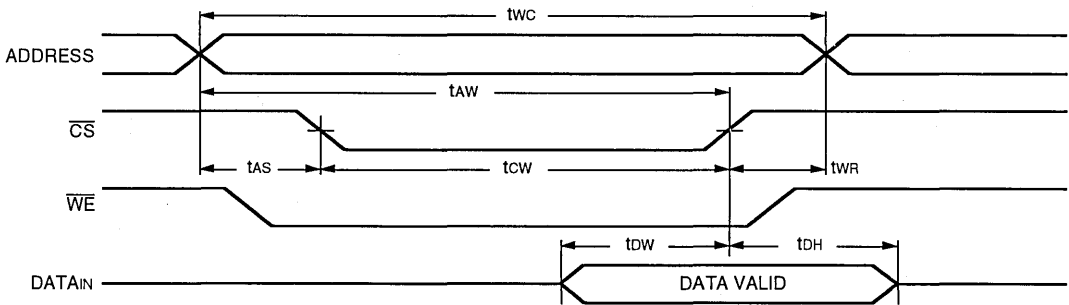 tWC
ADDRESS
tAW
CS
tAS tCW tWR
WE
tDW tDH
DATAIN DATA VALID